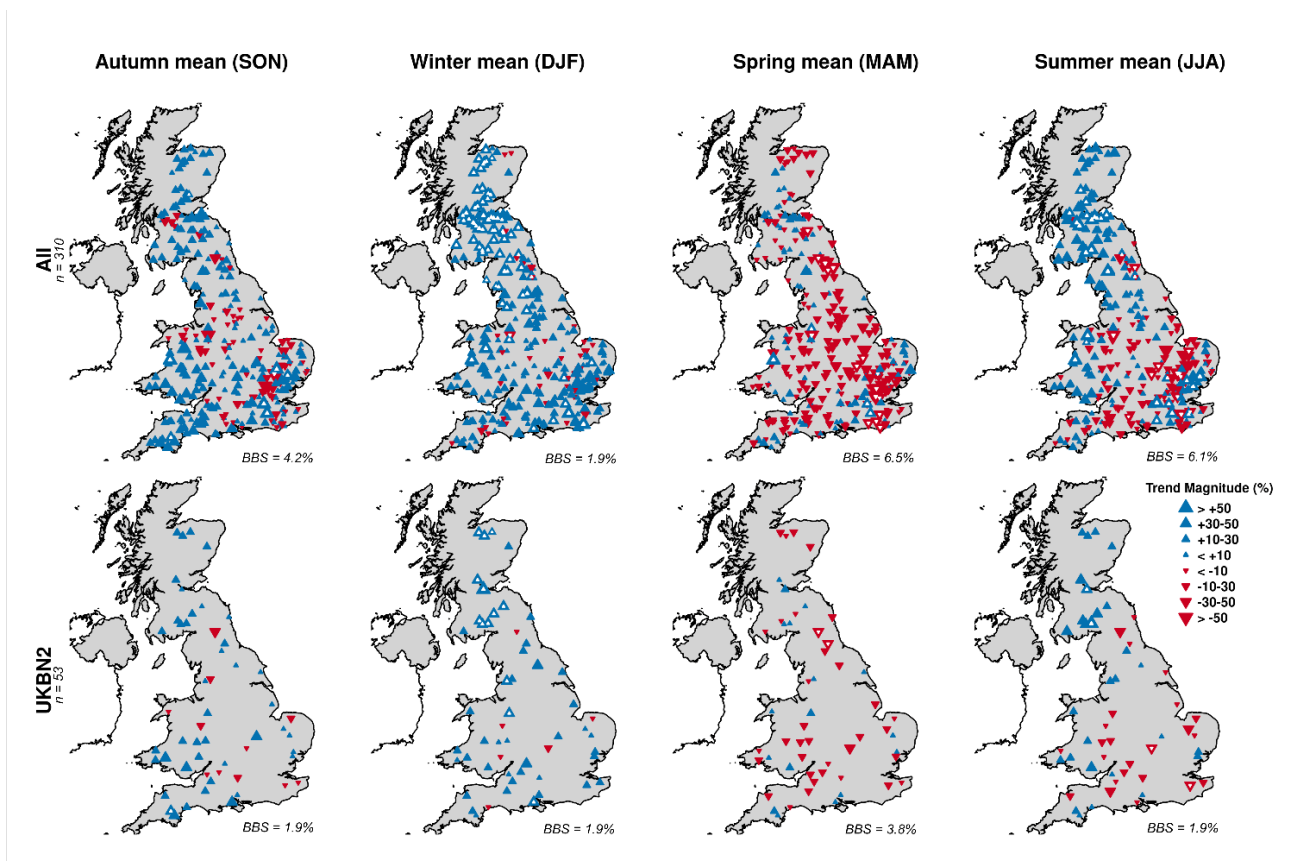 Autumn mean (SON)
Winter mean (DJF)
Spring mean (MAM)
Summer mean (JJA)
All
n = 310
BBS = 4.2%
BBS = 1.9%
BBS = 6.5%
BBS = 6.1%
Trend Magnitude (%)
> +50
+30-50
+10-30
< +10
< -10
-10-30
-30-50
> -50
UKBN2
n = 53
BBS = 1.9%
BBS = 1.9%
BBS = 3.8%
BBS = 1.9%